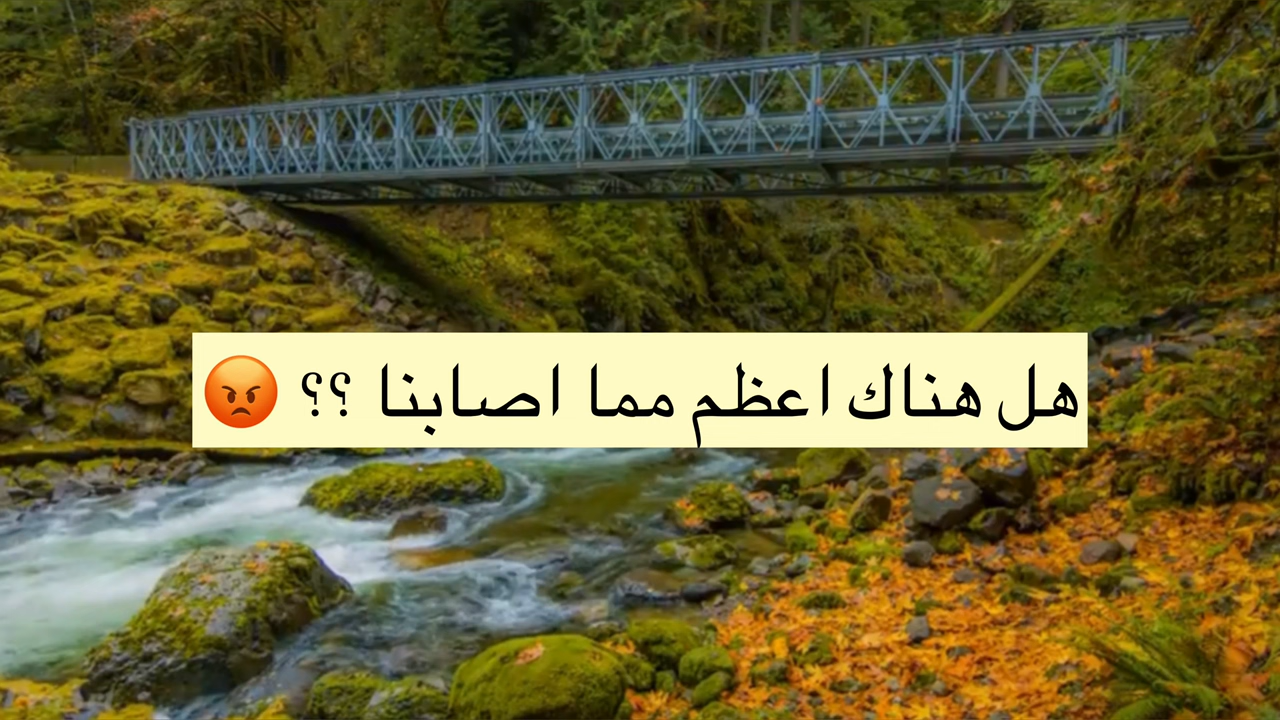 هل هناك اعظم مما اصابنا ؟؟ 😡